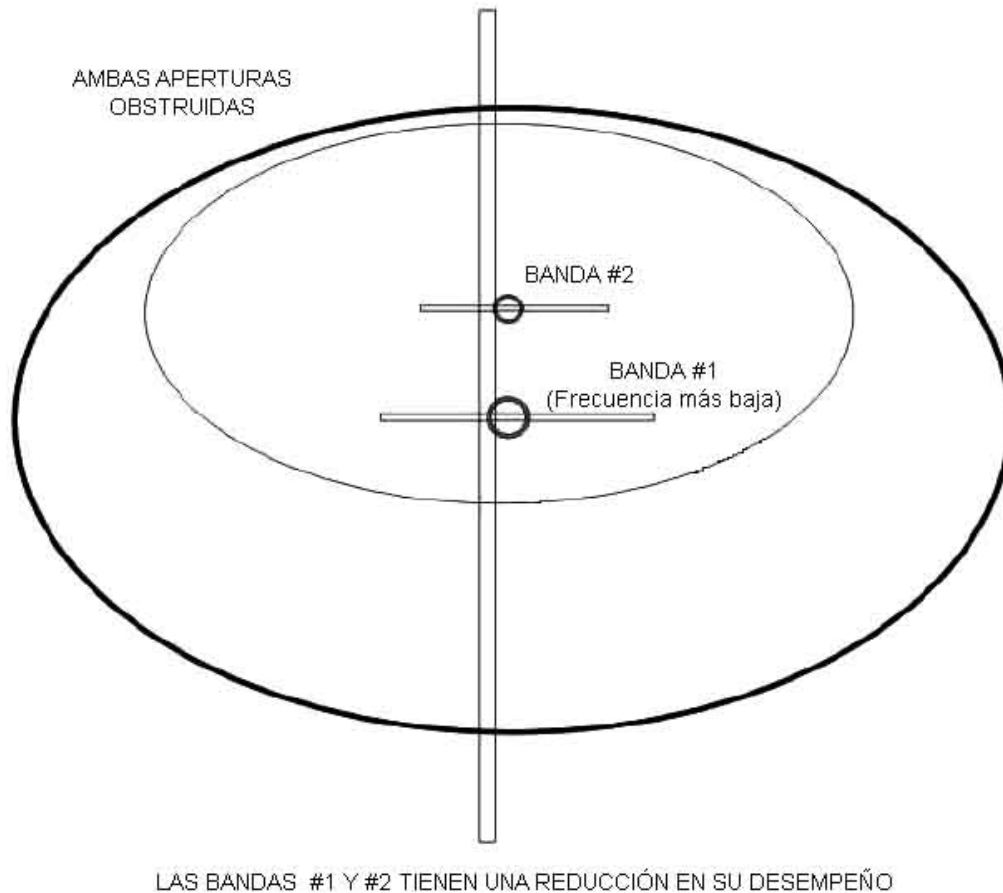 AMBAS APERTURAS
OBSTRUIDAS
BANDA #2
BANDA #1
(Frecuencia más baja)
LAS BANDAS #1 Y #2 TIENEN UNA REDUCCIÓN EN SU DESEMPEÑO